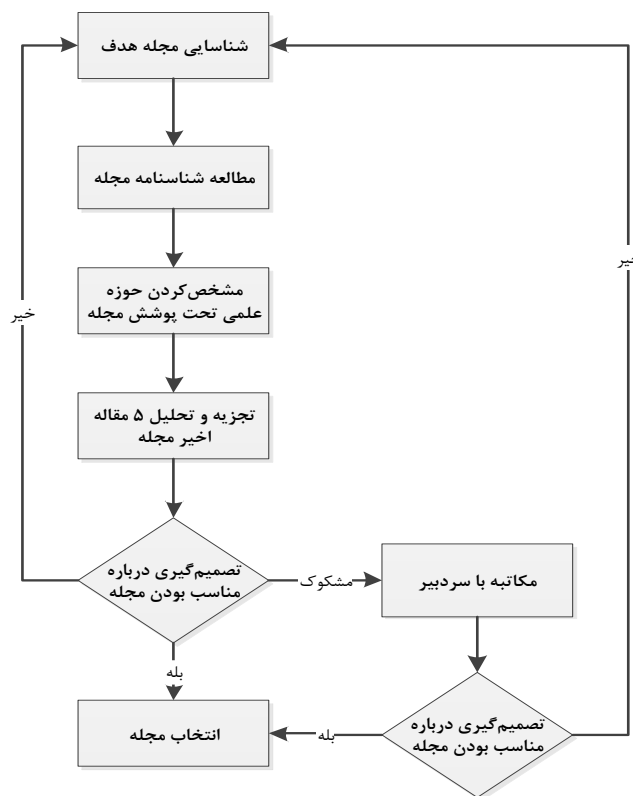 شناسایی مجله هدف
مطالعه شناسنامه مجله
مشخص‌کردن حوزه
علمی تحت پوشش مجله
تجزیه و تحلیل ۵ مقاله
اخیر مجله
تصمیم‌گیری درباره
مناسب بودن مجله
خیر
مشکوک
بله
مکاتبه با سردبیر
تصمیم‌گیری درباره
مناسب بودن مجله
خیر
بله
انتخاب مجله